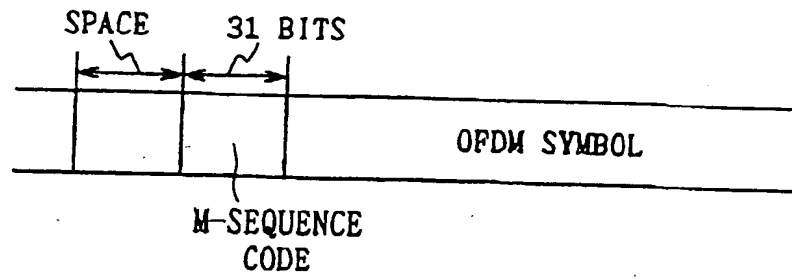 SPACE
31 BITS
OFDM SYMBOL
M-SEQUENCE
CODE